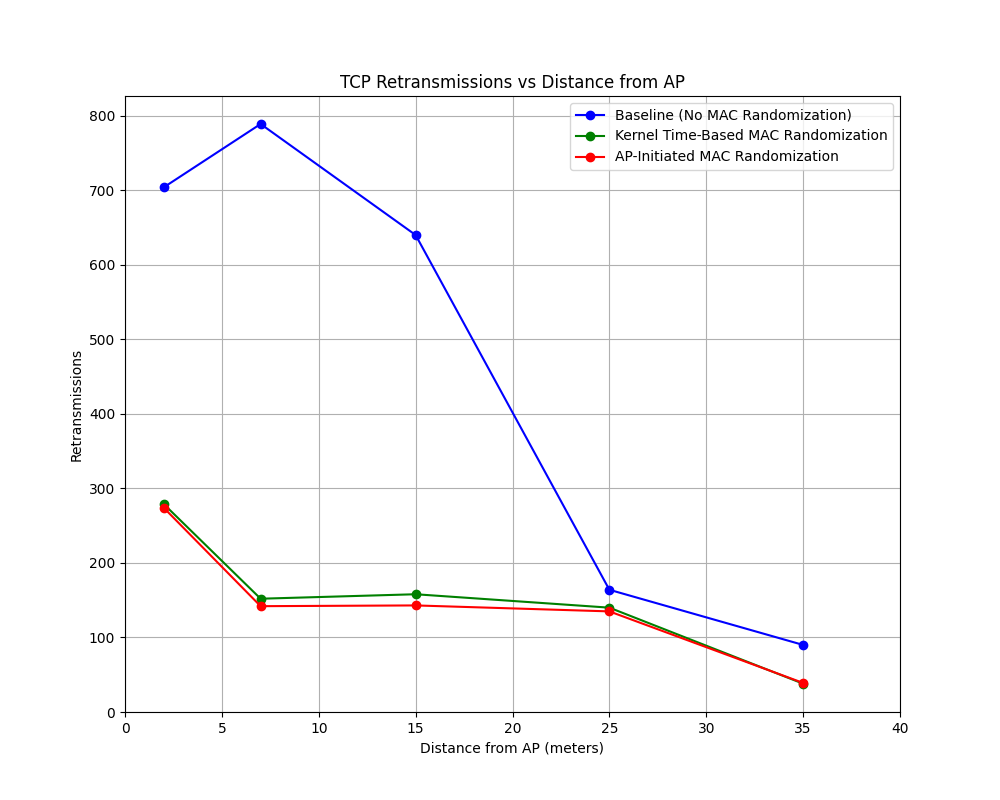 TCP Retransmissions vs Distance from AP
Baseline (No MAC Randomization)
Kernel Time-Based MAC Randomization
AP-Initiated MAC Randomization
Retransmissions
800
700
600
500
400
300
200
100
0
0 5 10 15 20 25 30 35 40
Distance from AP (meters)